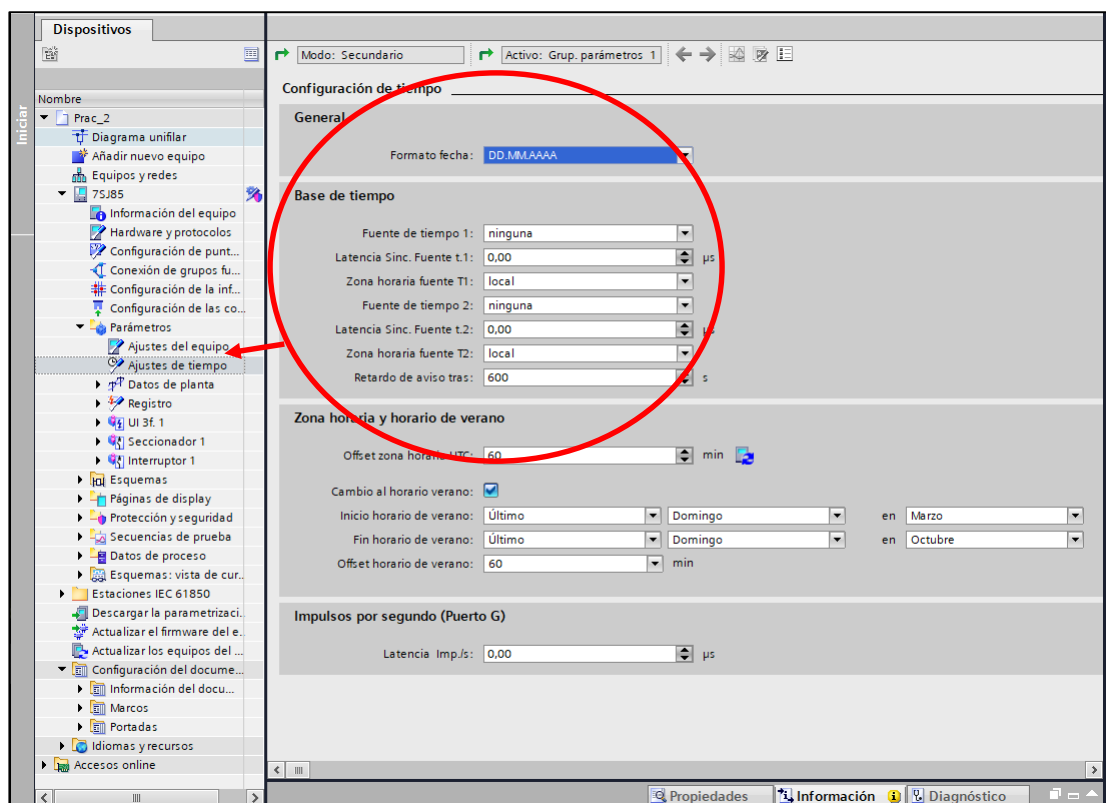 Iniciar
Dispositivos
Nombre
Prac_2
Diagrama unifilar
Añadir nuevo equipo
Equipos y redes
7SJ85
Información del equipo
Hardware y protocolos
Configuración de punt...
Conexión de grupos fu...
Configuración de la inf...
Configuración de las co...
Parámetros
Ajustes del equipo
Ajustes de tiempo
Datos de planta
Registro
UI 3f. 1
Seccionador 1
Interruptor 1
Esquemas
Páginas de display
Protección y seguridad
Secuencias de prueba
Datos de proceso
Esquemas: vista de cur..
Estaciones IEC 61850
Descargar la parametrizaci..
Actualizar el firmware del e..
Actualizar los equipos del ...
Configuración del docume...
Información del docu...
Marcos
Portadas
Idiomas y recursos
Accesos online
Modo: Secundario Activo: Grup. parámetros 1
Configuración de tiempo
General
Formato fecha: DD.MM.AAAA
Base de tiempo
Fuente de tiempo 1: ninguna
Latencia Sinc. Fuente t.1: 0,00 µs
Zona horaria fuente T1: local
Fuente de tiempo 2: ninguna
Latencia Sinc. Fuente t.2: 0,00 µs
Zona horaria fuente T2: local
Retardo de aviso tras: 600 s
Zona horaria y horario de verano
Offset zona horaria UTC: 60 min
Cambio al horario verano:
Inicio horario de verano: Último Domingo en Marzo
Fin horario de verano: Último Domingo en Octubre
Offset horario de verano: 60 min
Impulsos por segundo (Puerto G)
Latencia Imp./s: 0,00 µs
Propiedades Información Diagnóstico